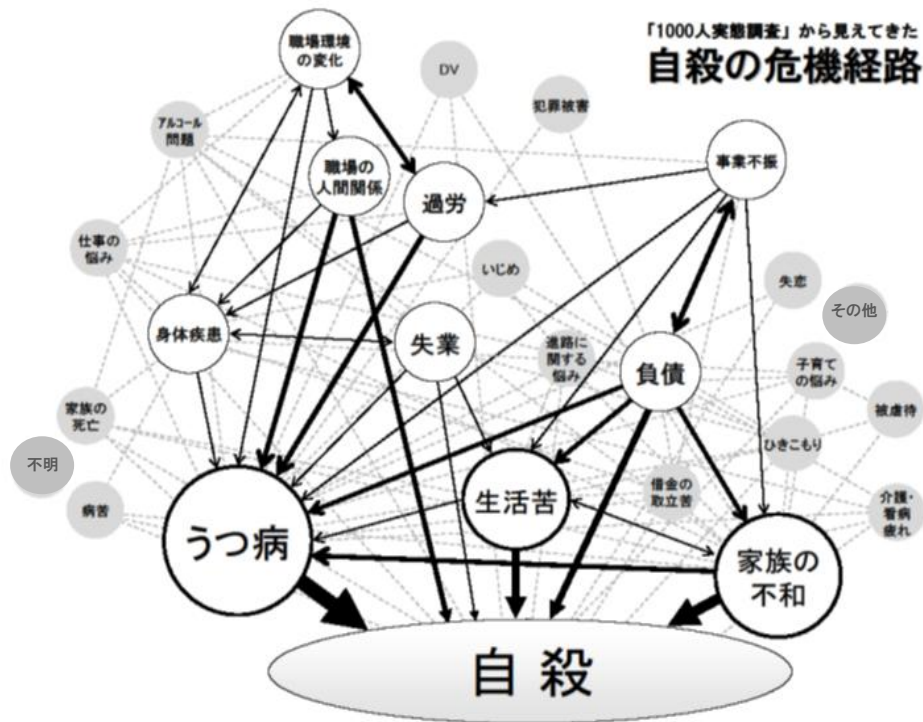 「1000人実態調査」から見えてきた
自殺の危機経路
職場環境
の変化
DV
犯罪被害
アルコール
問題
職場の
人間関係
過労
事業不振
仕事の
悩み
いじめ
失恋
その他
身体疾患
失業
進路に
関する
悩み
負債
子育て
の悩み
家族の
死亡
被虐待
ひきこもり
不明
病苦
うつ病
生活苦
借金の
取立苦
介護・
看病
疲れ
家族の
不和
自殺